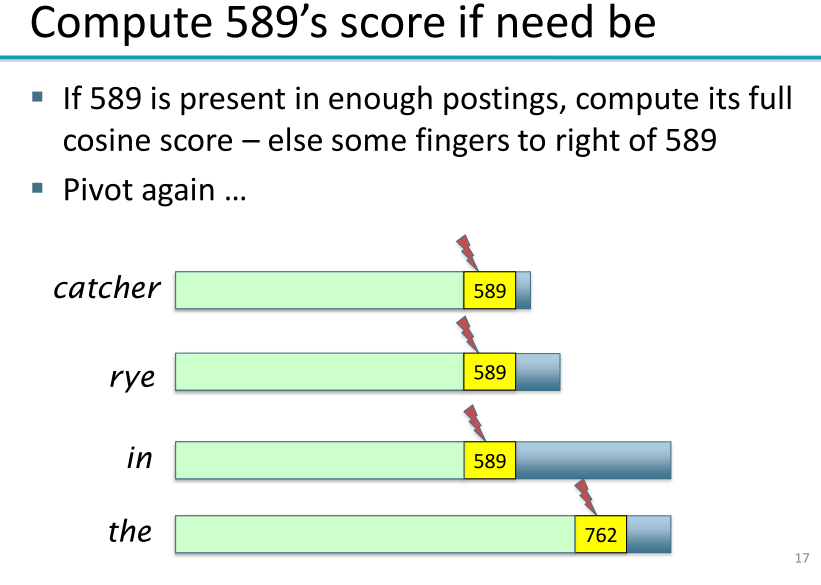 Compute 589’s score if need be
▪ If 589 is present in enough postings, compute its full
cosine score – else some fingers to right of 589
▪ Pivot again …
catcher 589
rye 589
in 589
the 762
17